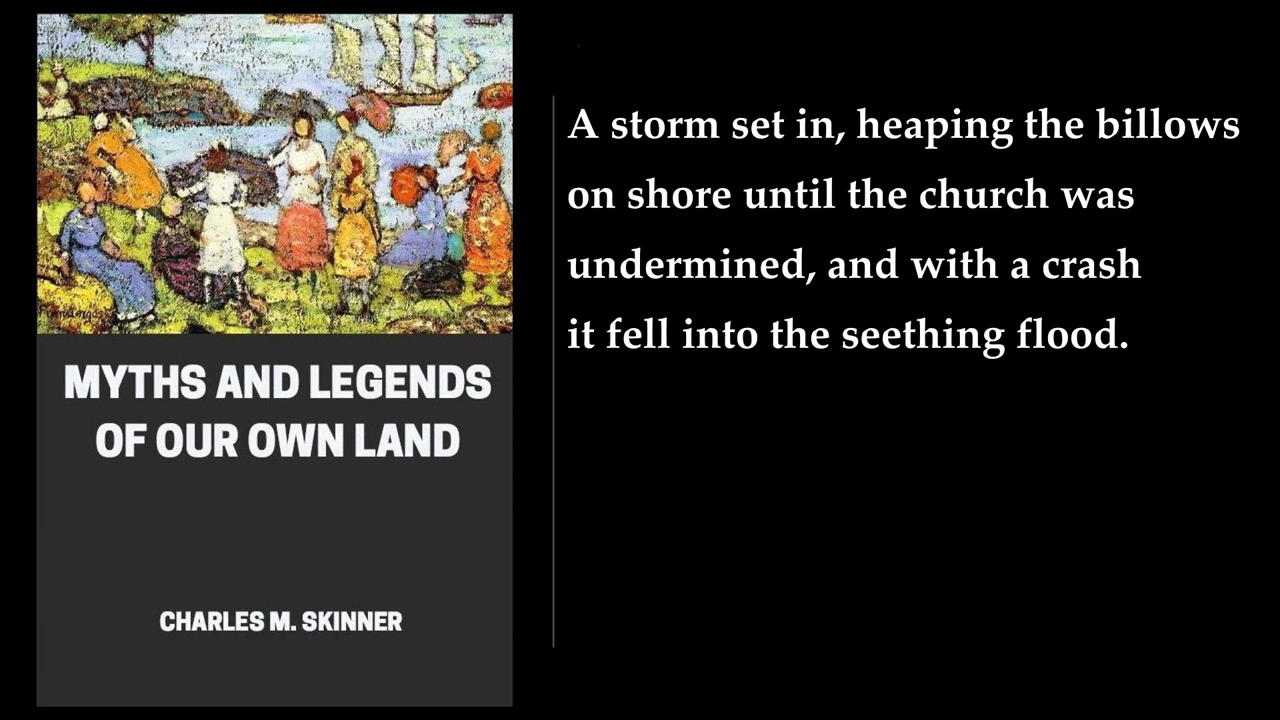 MYTHS AND LEGENDS
OF OUR OWN LAND
CHARLES M. SKINNER
A storm set in, heaping the billows
on shore until the church was
undermined, and with a crash
it fell into the seething flood.